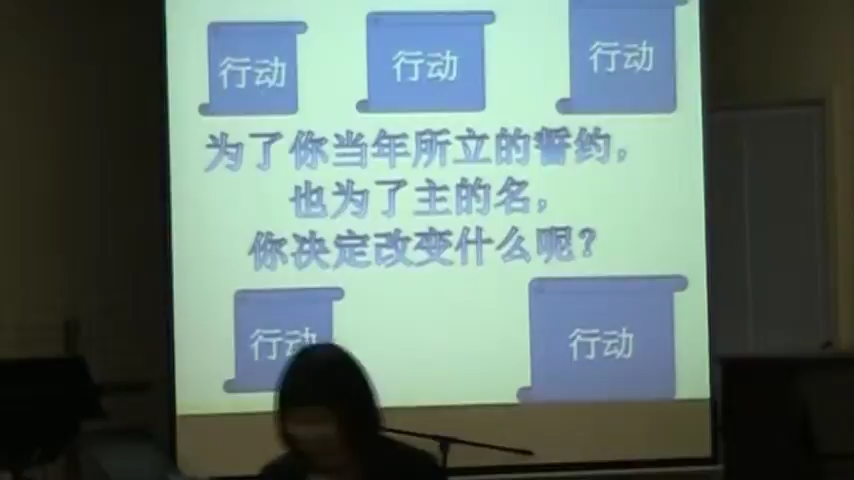 行动
行动
行动
为了你当年所立的誓约，
也为了主的名，
你决定改变什么呢？
行动
行动